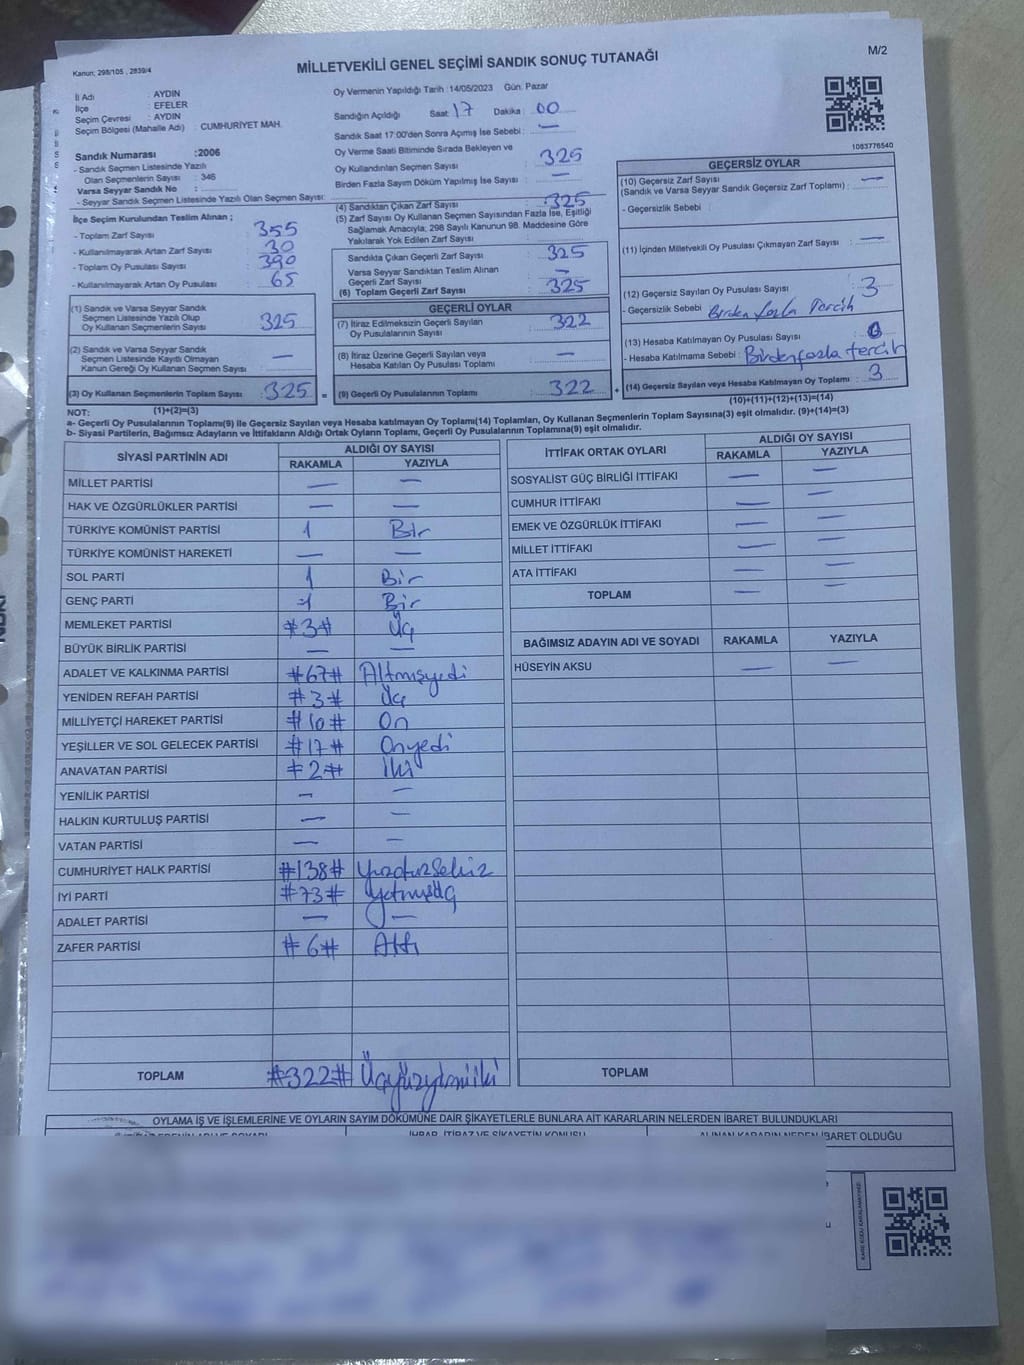 Kanun; 298/105 , 2839/4
MİLLETVEKİLİ GENEL SEÇİMİ SANDIK SONUÇ TUTANAĞI
M/2
İl Adı : AYDIN
İlçe : EFELER
Seçim Çevresi : AYDIN
Seçim Bölgesi (Mahalle Adı) : CUMHURİYET MAH.
Oy Vermenin Yapıldığı Tarih :14/05/2023 Gün: Pazar
Sandığın Açıldığı Saat: 17 Dakika : 00
Sandık Saat 17:00'den Sonra Açımış İse Sebebi : —
Sandık Numarası :2006
- Sandık Seçmen Listesinde Yazılı
Olan Seçmenlerin Sayısı : 346
Varsa Seyyar Sandık No :
- Seyyar Sandık Seçmen Listesinde Yazılı Olan Seçmen Sayısı:
Oy Verme Saati Bitiminde Sırada Bekleyen ve
Oy Kullandırılan Seçmen Sayısı : 325
Birden Fazla Sayım Döküm Yapılmış İse Sayısı : —
1083776540
İlçe Seçim Kurulundan Teslim Alınan ;
- Toplam Zarf Sayısı : 355
- Kullanılmayarak Artan Zarf Sayısı : 30
- Toplam Oy Pusulası Sayısı : 390
- Kullanılmayarak Artan Oy Pusulası : 65
(1) Sandık ve Varsa Seyyar Sandık
Seçmen Listesinde Yazılı Olup
Oy Kullanan Seçmenlerin Sayısı : 325
(2) Sandık ve Varsa Seyyar Sandık
Seçmen Listesinde Kayıtlı Olmayan
Kanun Gereği Oy Kullanan Seçmen Sayısı : —
(3) Oy Kullanan Seçmenlerin Toplam Sayısı : 325
(1)+(2)=(3)
(4) Sandıktan Çıkan Zarf Sayısı : 325
(5) Zarf Sayısı Oy Kullanan Seçmen Sayısından Fazla İse, Eşitliği
Sağlamak Amacıyla; 298 Sayılı Kanunun 98. Maddesine Göre
Yakılarak Yok Edilen Zarf Sayısı :
Sandıkta Çıkan Geçerli Zarf Sayısı : 325
Varsa Seyyar Sandıktan Teslim Alınan
Geçerli Zarf Sayısı : —
(6) Toplam Geçerli Zarf Sayısı : 325
GEÇERLİ OYLAR
(7) İtiraz Edilmeksizin Geçerli Sayılan
Oy Pusulalarının Sayısı : 322
(8) İtiraz Üzerine Geçerli Sayılan veya
Hesaba Katılan Oy Pusulası Toplamı : —
= (9) Geçerli Oy Pusulalarının Toplamı : 322 +
GEÇERSİZ OYLAR
(10) Geçersiz Zarf Sayısı
(Sandık ve Varsa Seyyar Sandık Geçersiz Zarf Toplamı) : —
- Geçersizlik Sebebi :
(11) İçinden Milletvekili Oy Pusulası Çıkmayan Zarf Sayısı : —
(12) Geçersiz Sayılan Oy Pusulası Sayısı : 3
- Geçersizlik Sebebi : Birden fazla tercih
(13) Hesaba Katılmayan Oy Pusulası Sayısı :
- Hesaba Katılmama Sebebi : Birden fazla tercih
(14) Geçersiz Sayılan veya Hesaba Katılmayan Oy Toplamı : 3
(10)+(11)+(12)+(13)=(14)
NOT:
a- Geçerli Oy Pusulasının Toplamı(9) ile Geçersiz Sayılan veya Hesaba katılmayan Oy Toplamı(14) Toplamları, Oy Kullanan Seçmenlerin Toplam Sayısına(3) eşit olmalıdır. (9)+(14)=(3)
b- Siyasi Partilerin, Bağımsız Adayların ve İttifakların Aldığı Ortak Oyların Toplamı, Geçerli Oy Pusulasının Toplamına(9) eşit olmalıdır.
SİYASİ PARTİNİN ADI ALDIĞI OY SAYISI
RAKAMLA YAZIYLA
MİLLET PARTİSİ — —
HAK VE ÖZGÜRLÜKLER PARTİSİ — —
TÜRKİYE KOMÜNİST PARTİSİ 1 Bir
TÜRKİYE KOMÜNİST HAREKETİ — —
SOL PARTİ 1 Bir
GENÇ PARTİ 1 Bir
MEMLEKET PARTİSİ #3# Üç
BÜYÜK BİRLİK PARTİSİ — —
ADALET VE KALKINMA PARTİSİ #67# Altmışyedi
YENİDEN REFAH PARTİSİ #3# Üç
MİLLİYETÇİ HAREKET PARTİSİ #10# On
YEŞİLLER VE SOL GELECEK PARTİSİ #17# Onyedi
ANAVATAN PARTİSİ #2# İki
YENİLİK PARTİSİ — —
HALKIN KURTULUŞ PARTİSİ — —
VATAN PARTİSİ — —
CUMHURİYET HALK PARTİSİ #138# Yüzotuzsekiz
İYİ PARTİ #73# Yetmişüç
ADALET PARTİSİ — —
ZAFER PARTİSİ #6# Altı
TOPLAM #322# Üçyüzyirmiiki
İTTİFAK ORTAK OYLARI ALDIĞI OY SAYISI
RAKAMLA YAZIYLA
SOSYALİST GÜÇ BİRLİĞİ İTTİFAKI — —
CUMHUR İTTİFAKI — —
EMEK VE ÖZGÜRLÜK İTTİFAKI — —
MİLLET İTTİFAKI — —
ATA İTTİFAKI — —
TOPLAM — —
BAĞIMSIZ ADAYIN ADI VE SOYADI RAKAMLA YAZIYLA
HÜSEYİN AKSU — —
TOPLAM
OYLAMA İŞ VE İŞLEMLERİNE VE OYLARIN SAYIM DÖKÜMÜNE DAİR ŞİKAYETLERLE BUNLARA AİT KARARLARIN NELERDEN İBARET BULUNDUKLARI
İHBAR, İTİRAZ VE ŞİKAYETİN KONUSU ALINAN KARARIN NEDEN İBARET OLDUĞU